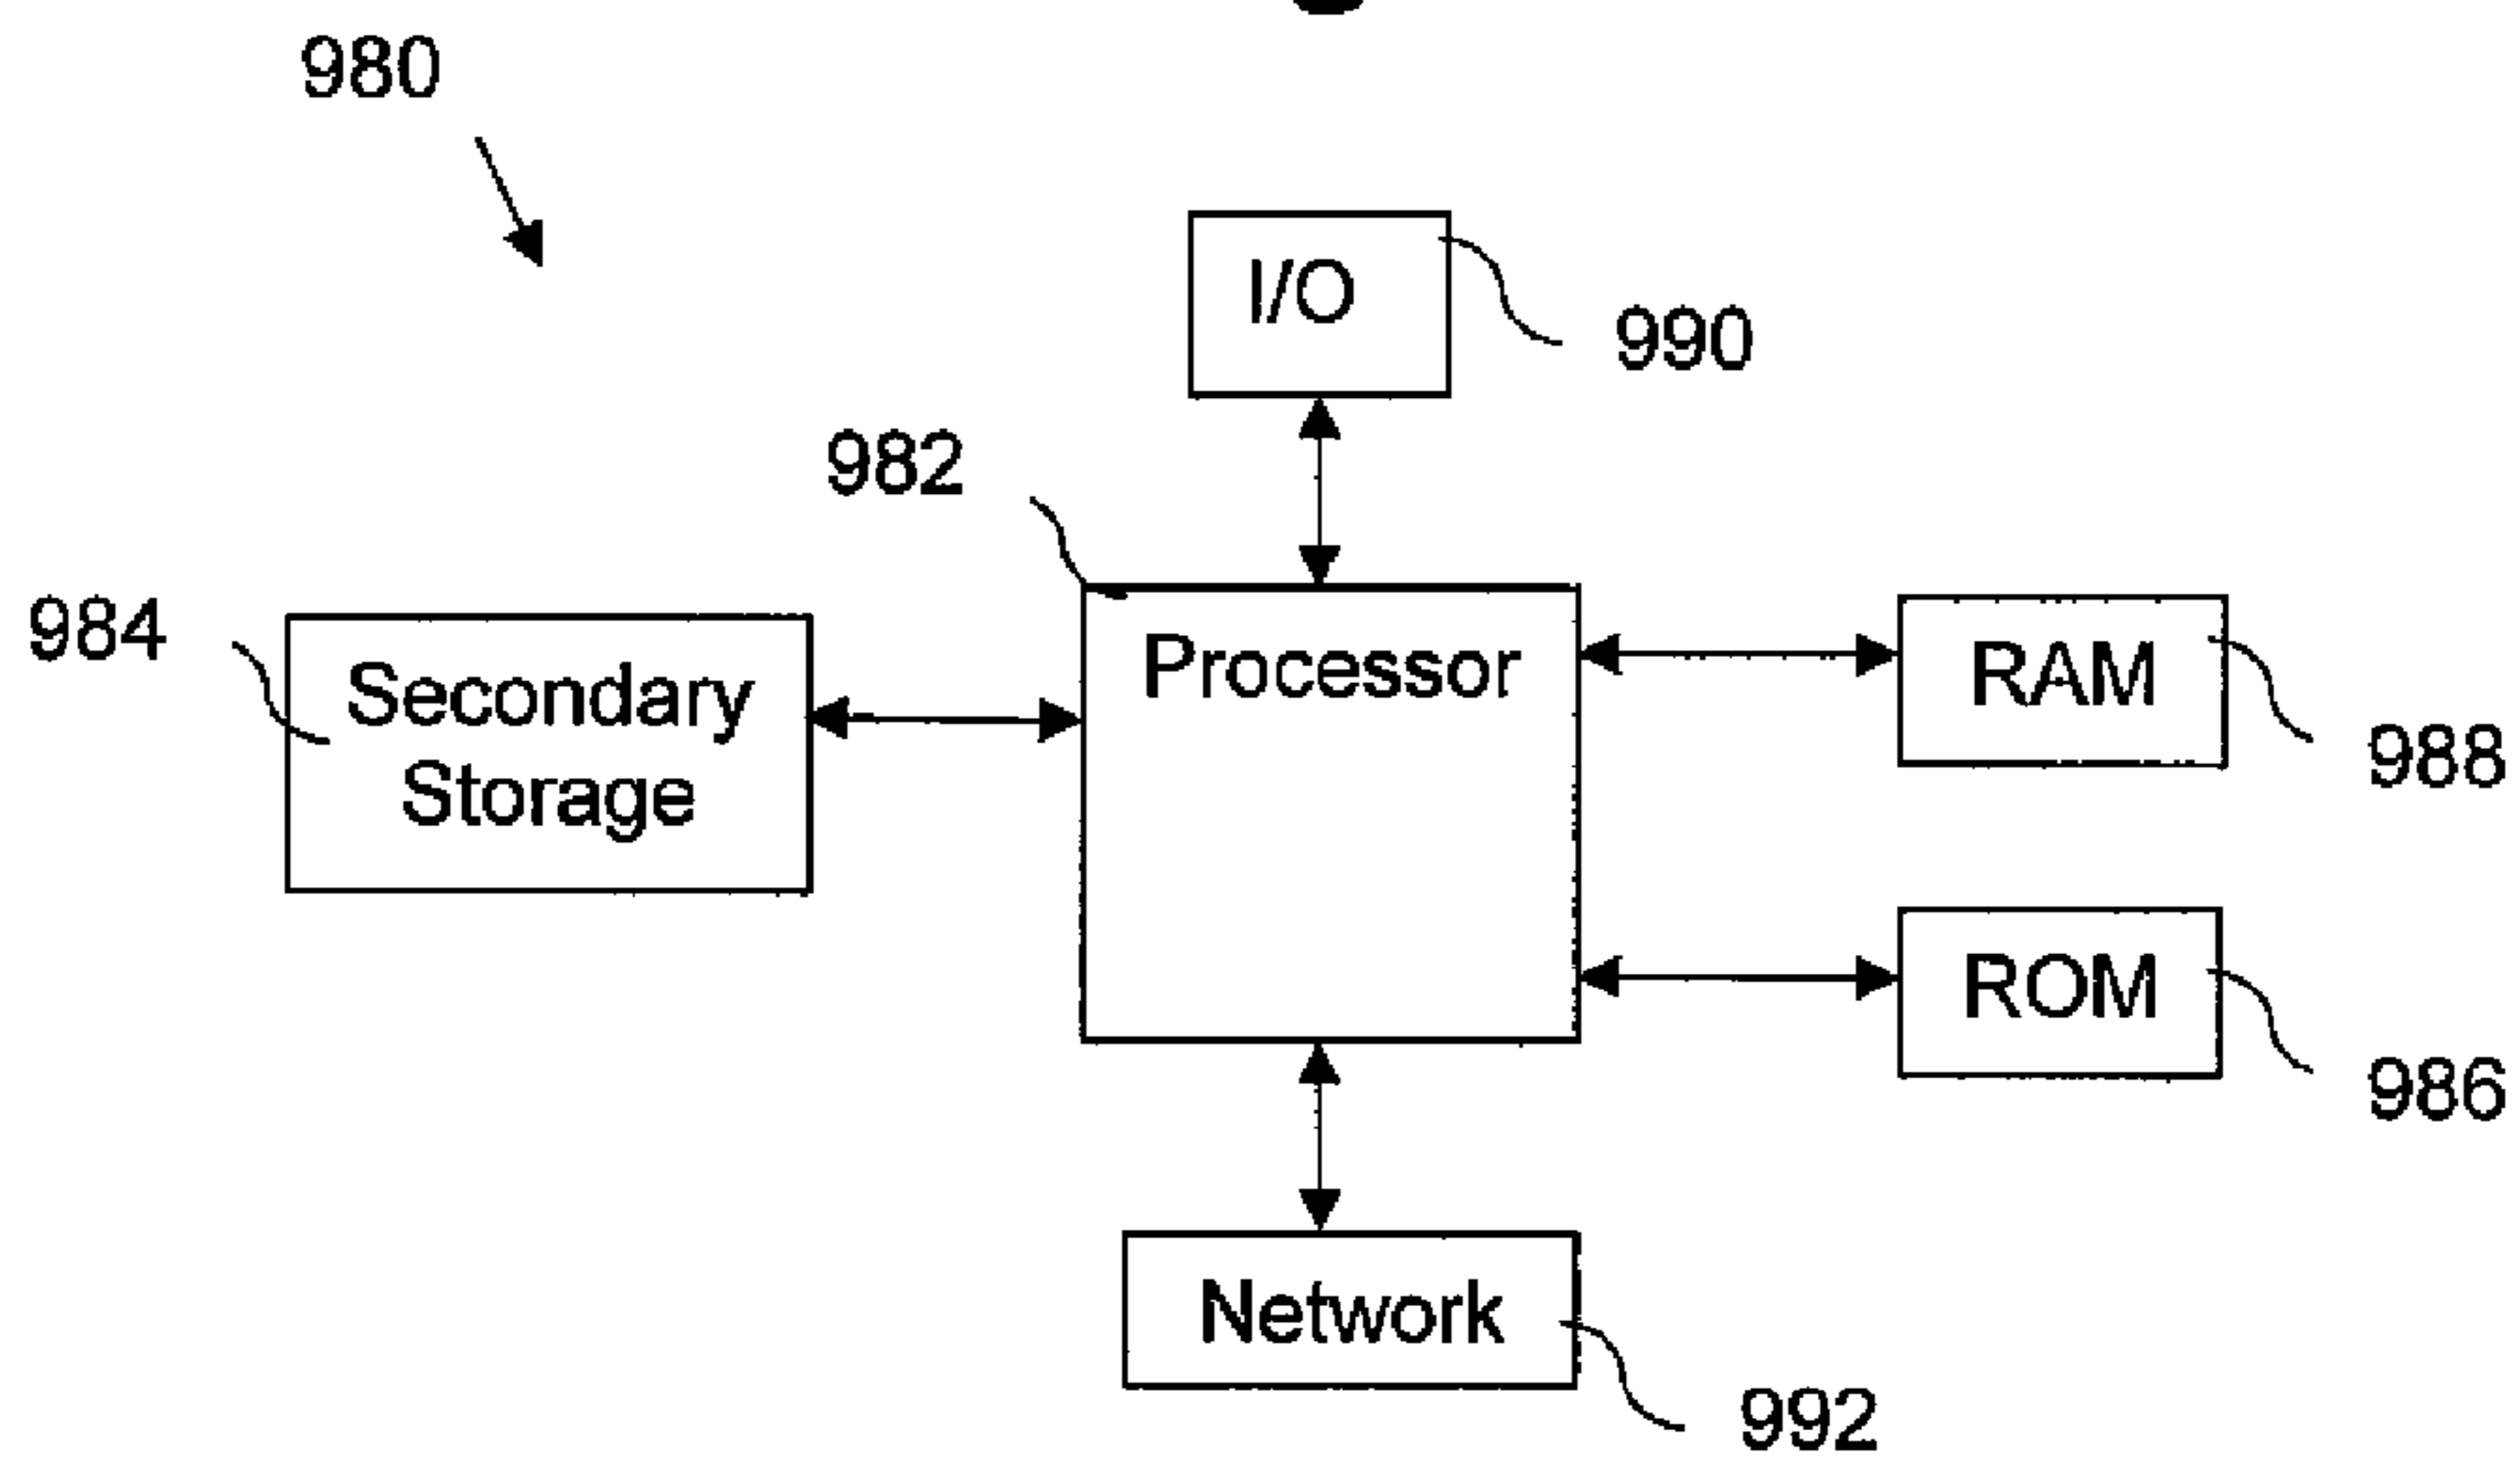 980
I/O
990
982
984
Secondary
Storage
Processor
RAM
988
ROM
986
Network
992